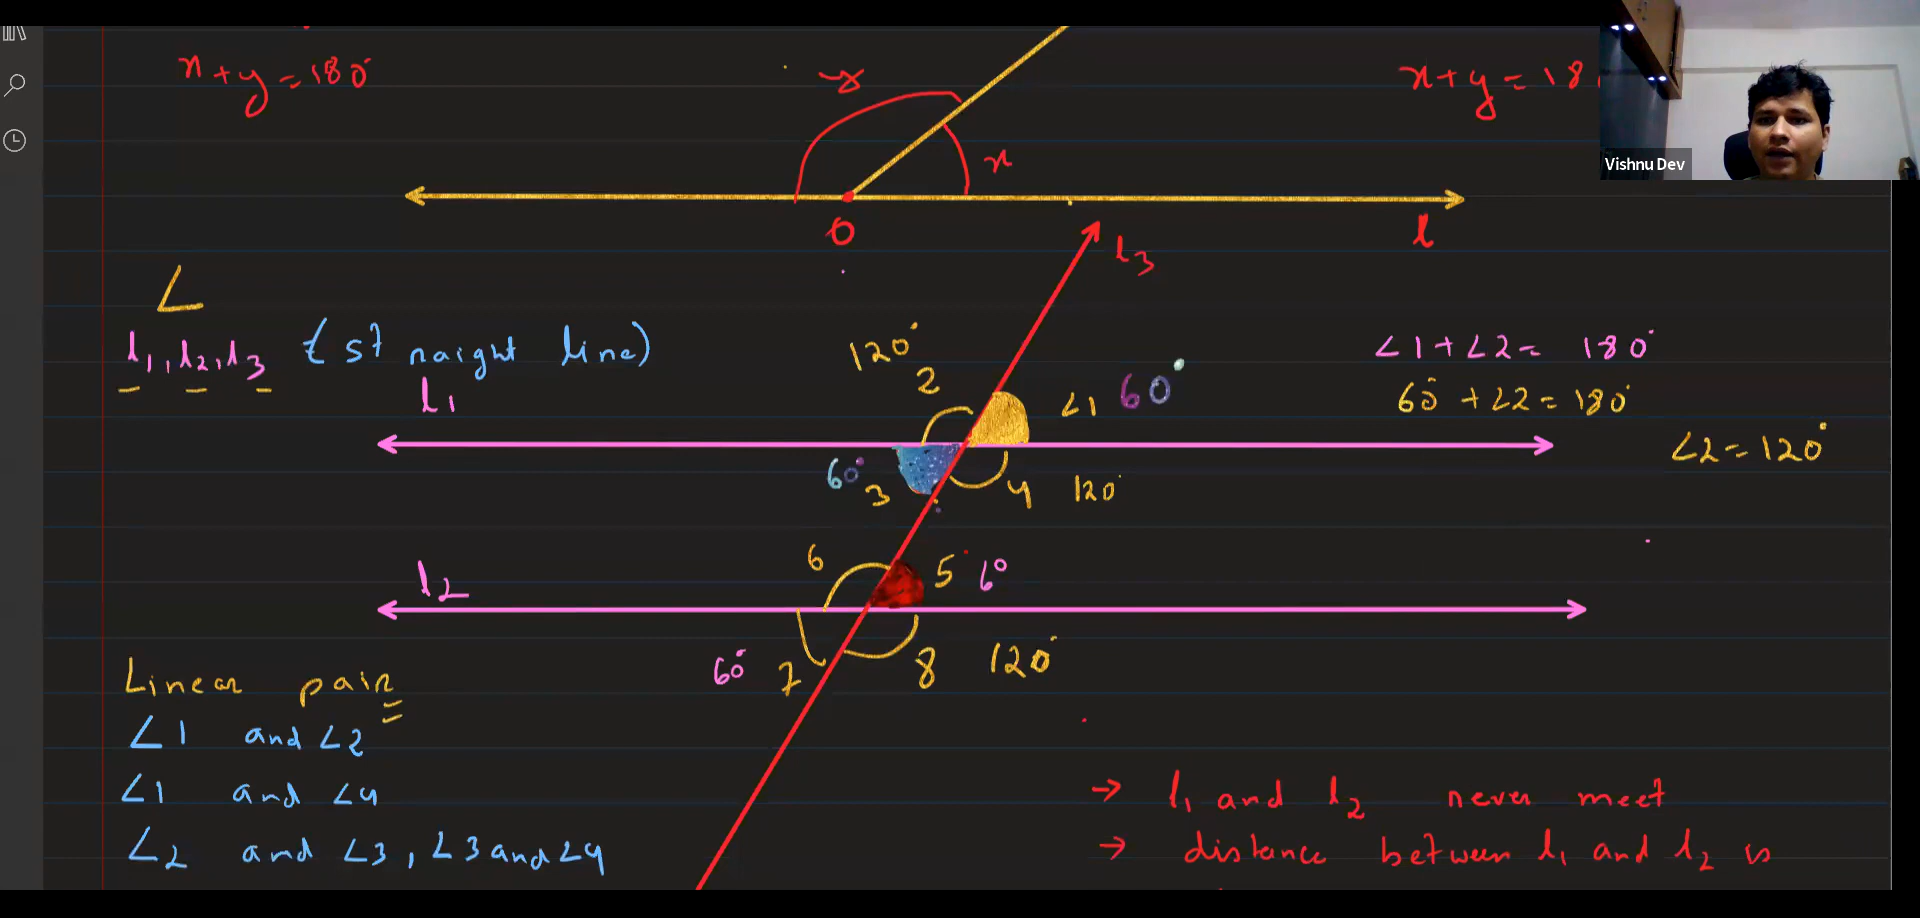 x+y=180°
y
x+y=18
x
Vishnu Dev
O
l
l3
∠
l1,l2,l3 (straight line)
120°
∠1+∠2= 180°
l1
2
∠1 60°
60°+∠2=180°
∠2=120°
60°
3
4 120°
6
5 60
l2
60° 7
8 120°
Linear pair
∠1 and ∠2
∠1 and ∠4
→ l1 and l2 never meet
∠2 and ∠3, ∠3 and ∠4
→ distance between l1 and l2 is